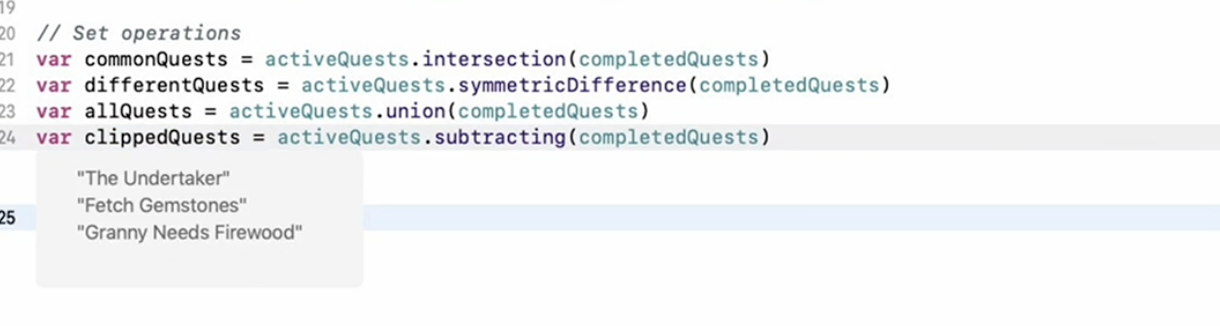 19
20 // Set operations
21 var commonQuests = activeQuests.intersection(completedQuests)
22 var differentQuests = activeQuests.symmetricDifference(completedQuests)
23 var allQuests = activeQuests.union(completedQuests)
24 var clippedQuests = activeQuests.subtracting(completedQuests)
"The Undertaker"
"Fetch Gemstones"
25
"Granny Needs Firewood"